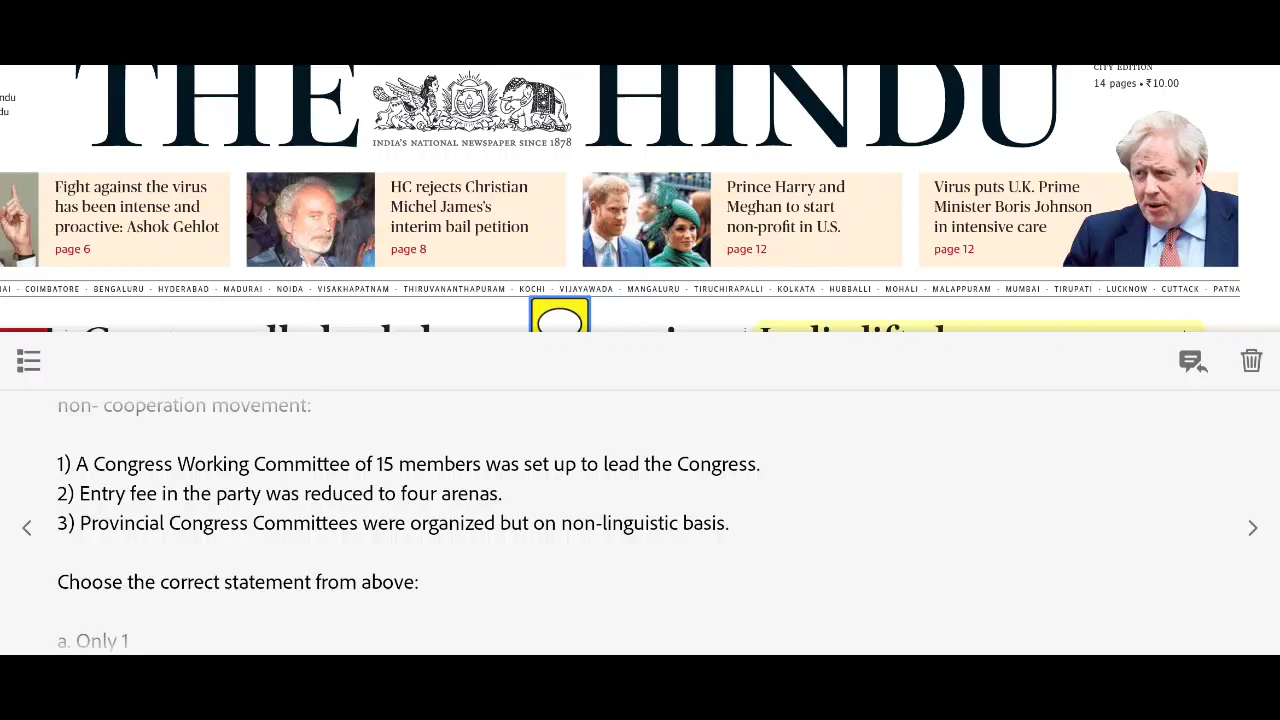 THE HINDU
CITY EDITION
14 pages • ₹10.00
ndu
du
INDIA'S NATIONAL NEWSPAPER SINCE 1878
Fight against the virus
has been intense and
proactive: Ashok Gehlot
page 6
HC rejects Christian
Michel James's
interim bail petition
page 8
Prince Harry and
Meghan to start
non-profit in U.S.
page 12
Virus puts U.K. Prime
Minister Boris Johnson
in intensive care
page 12
AI · COIMBATORE · BENGALURU · HYDERABAD · MADURAI · NOIDA · VISAKHAPATNAM · THIRUVANANTHAPURAM · KOCHI · VIJAYAWADA · MANGALURU · TIRUCHIRAPALLI · KOLKATA · HUBBALLI · MOHALI · MALAPPURAM · MUMBAI · TIRUPATI · LUCKNOW · CUTTACK · PATNA
non- cooperation movement:
1) A Congress Working Committee of 15 members was set up to lead the Congress.
2) Entry fee in the party was reduced to four arenas.
3) Provincial Congress Committees were organized but on non-linguistic basis.
Choose the correct statement from above:
a. Only 1